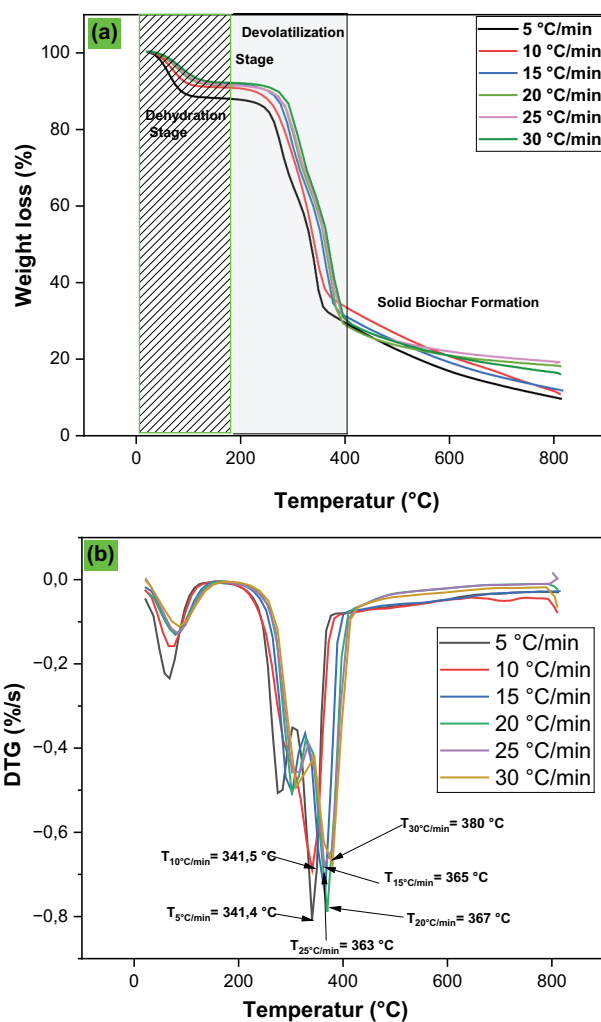 (a)
Devolatilization
Stage
Dehydration
Stage
5 °C/min
10 °C/min
15 °C/min
20 °C/min
25 °C/min
30 °C/min
Solid Biochar Formation
Weight loss (%)
100
80
60
40
20
0
0 200 400 600 800
Temperatur (°C)
(b)
DTG (%/s)
0,0
−0,2
−0,4
−0,6
−0,8
5 °C/min
10 °C/min
15 °C/min
20 °C/min
25 °C/min
30 °C/min
T30°C/min)= 380 °C
T10°C/min)= 341,5 °C
T15°C/min)= 365 °C
T5°C/min)= 341,4 °C
T20°C/min)= 367 °C
T25°C/min)= 363 °C
0 200 400 600 800
Temperatur (°C)